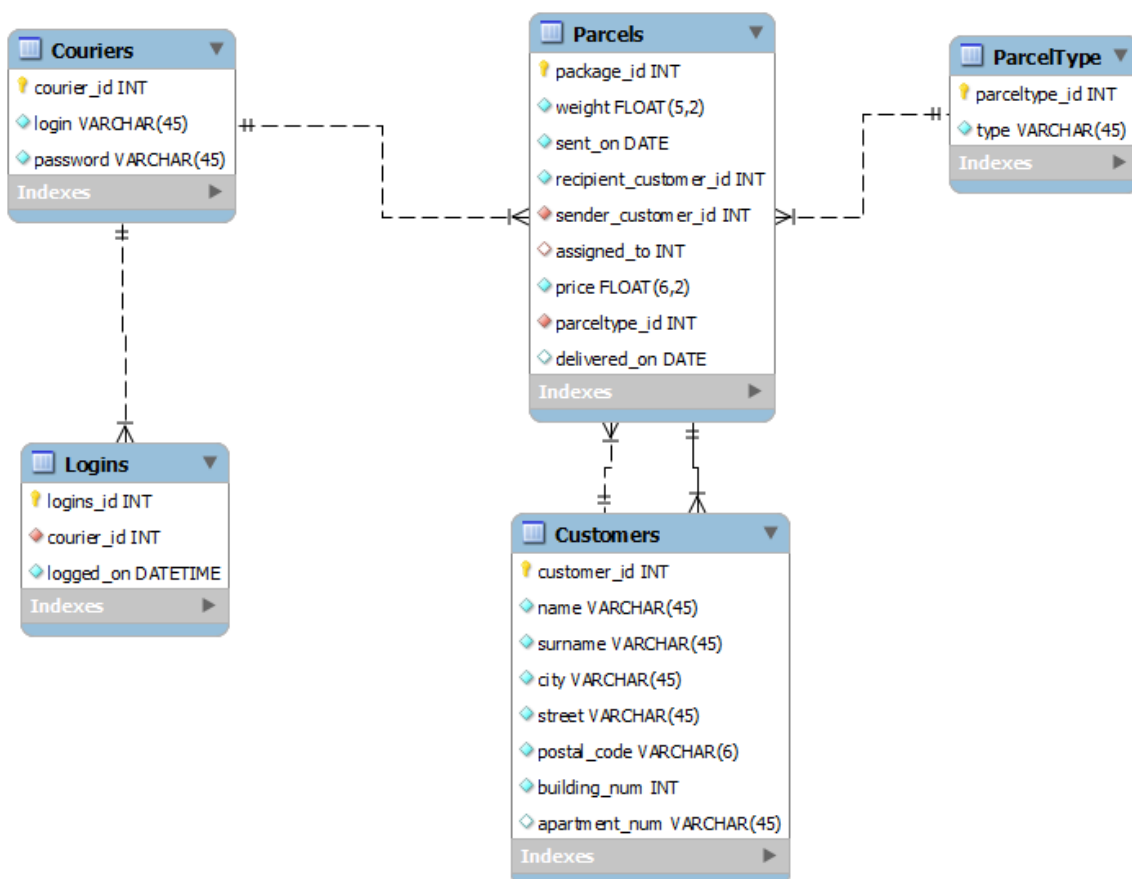 Couriers
courier_id INT
login VARCHAR(45)
password VARCHAR(45)
Indexes
Parcels
package_id INT
weight FLOAT(5,2)
sent_on DATE
recipient_customer_id INT
sender_customer_id INT
assigned_to INT
price FLOAT(6,2)
parceltype_id INT
delivered_on DATE
Indexes
ParcelType
parceltype_id INT
type VARCHAR(45)
Indexes
Logins
logins_id INT
courier_id INT
logged_on DATETIME
Indexes
Customers
customer_id INT
name VARCHAR(45)
surname VARCHAR(45)
city VARCHAR(45)
street VARCHAR(45)
postal_code VARCHAR(6)
building_num INT
apartment_num VARCHAR(45)
Indexes